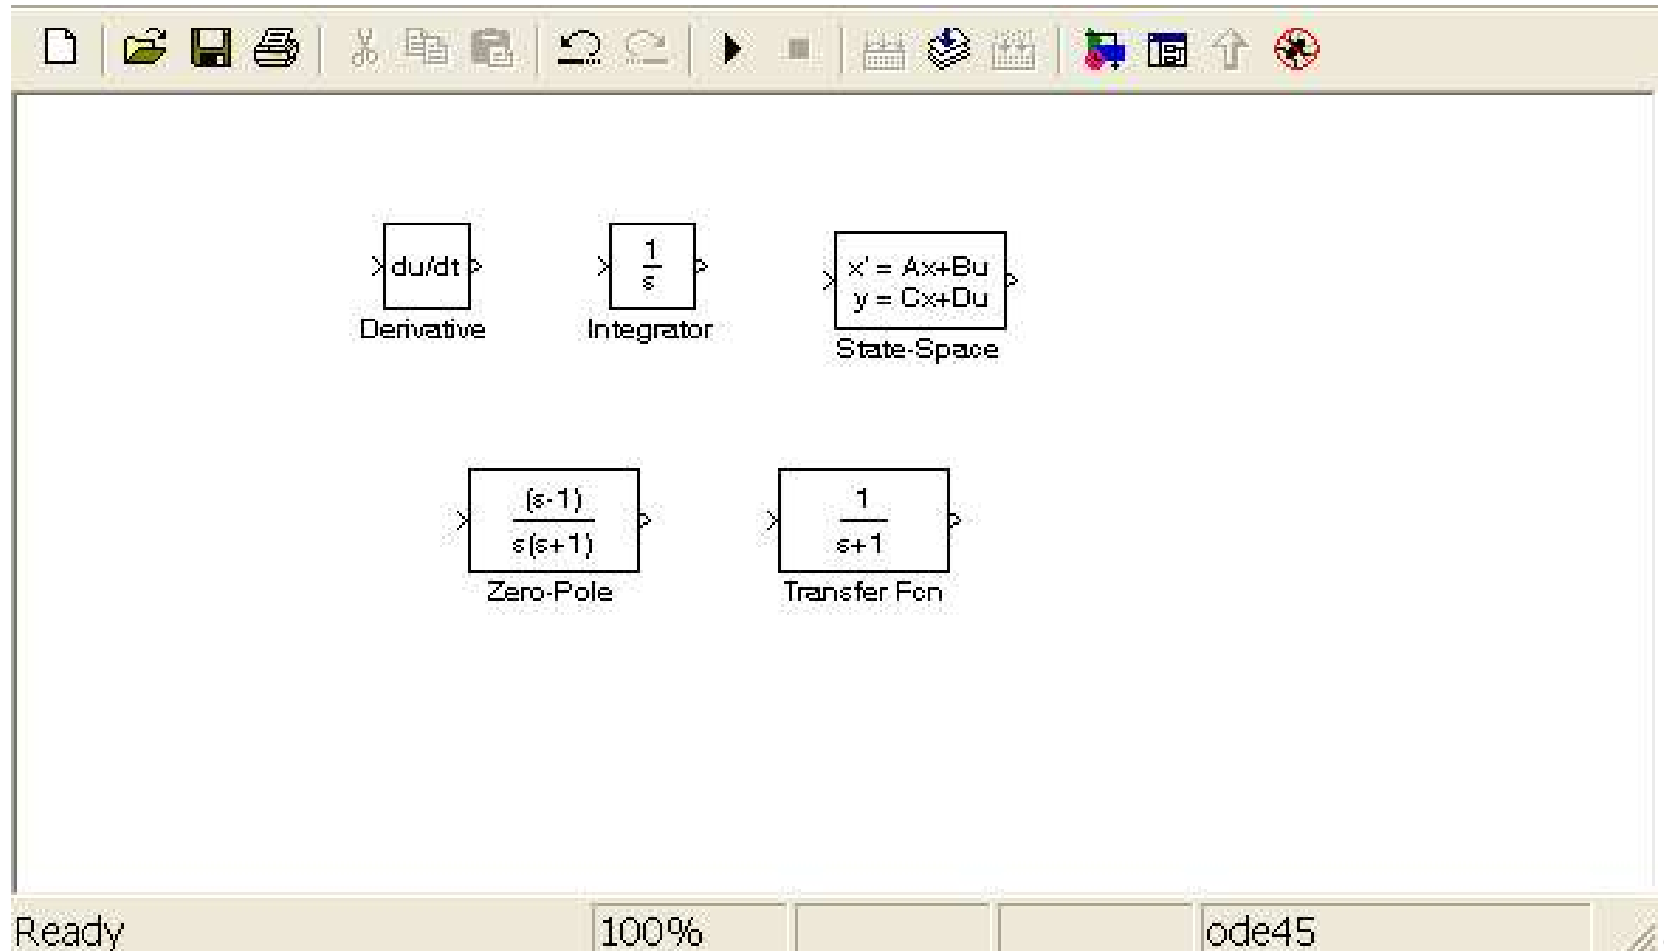 du/dt
Derivative
1
s
Integrator
x' = Ax+Bu
y = Cx+Du
State-Space
(s-1)
s(s+1)
Zero-Pole
1
s+1
Transfer Fcn
Ready
100%
ode45